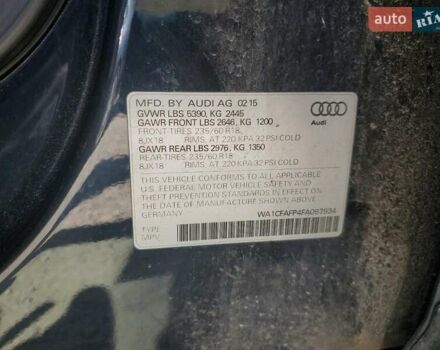 auto RIA
MFD. BY AUDI AG 02 15
GVWR LBS 5390, KG 2445
GAWR FRONT LBS 2646, KG 1200
FRONT-TIRES 235/60 R18
8JX18 RIMS, AT 220 KPA 32 PSI COLD
GAWR REAR LBS 2976, KG 1350
REAR-TIRES 235/60 R18
8JX18 RIMS, AT 220 KPA 32 PSI COLD
THIS VEHICLE CONFORMS TO ALL APPLICABLE
U.S. FEDERAL MOTOR VEHICLE SAFETY AND
THEFT PREVENTION STANDARDS IN EFFECT ON
THE DATE OF MANUFACTURE SHOWN ABOVE
GERMANY WA1CFAFP4FA097934
TYPE:
MPV
Audi